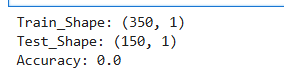 Train_Shape: (350, 1)
Test_Shape: (150, 1)
Accuracy: 0.0